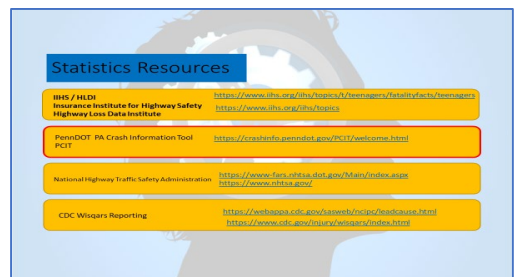 Statistics Resources
IIHS / HLDI
Insurance Institute for Highway Safety
Highway Loss Data Institute
https://www.iihs.org/iihs/topics/t/teenagers/fatalityfacts/teenagers
https://www.iihs.org/iihs/topics
PennDOT PA Crash Information Tool
PCIT
https://crashinfo.penndot.gov/PCIT/welcome.html
National Highway Traffic Safety Administration
https://www-fars.nhtsa.dot.gov/Main/index.aspx
https://www.nhtsa.gov/
CDC Wisqars Reporting
https://webappa.cdc.gov/sasweb/ncipc/leadcause.html
https://www.cdc.gov/injury/wisqars/index.html